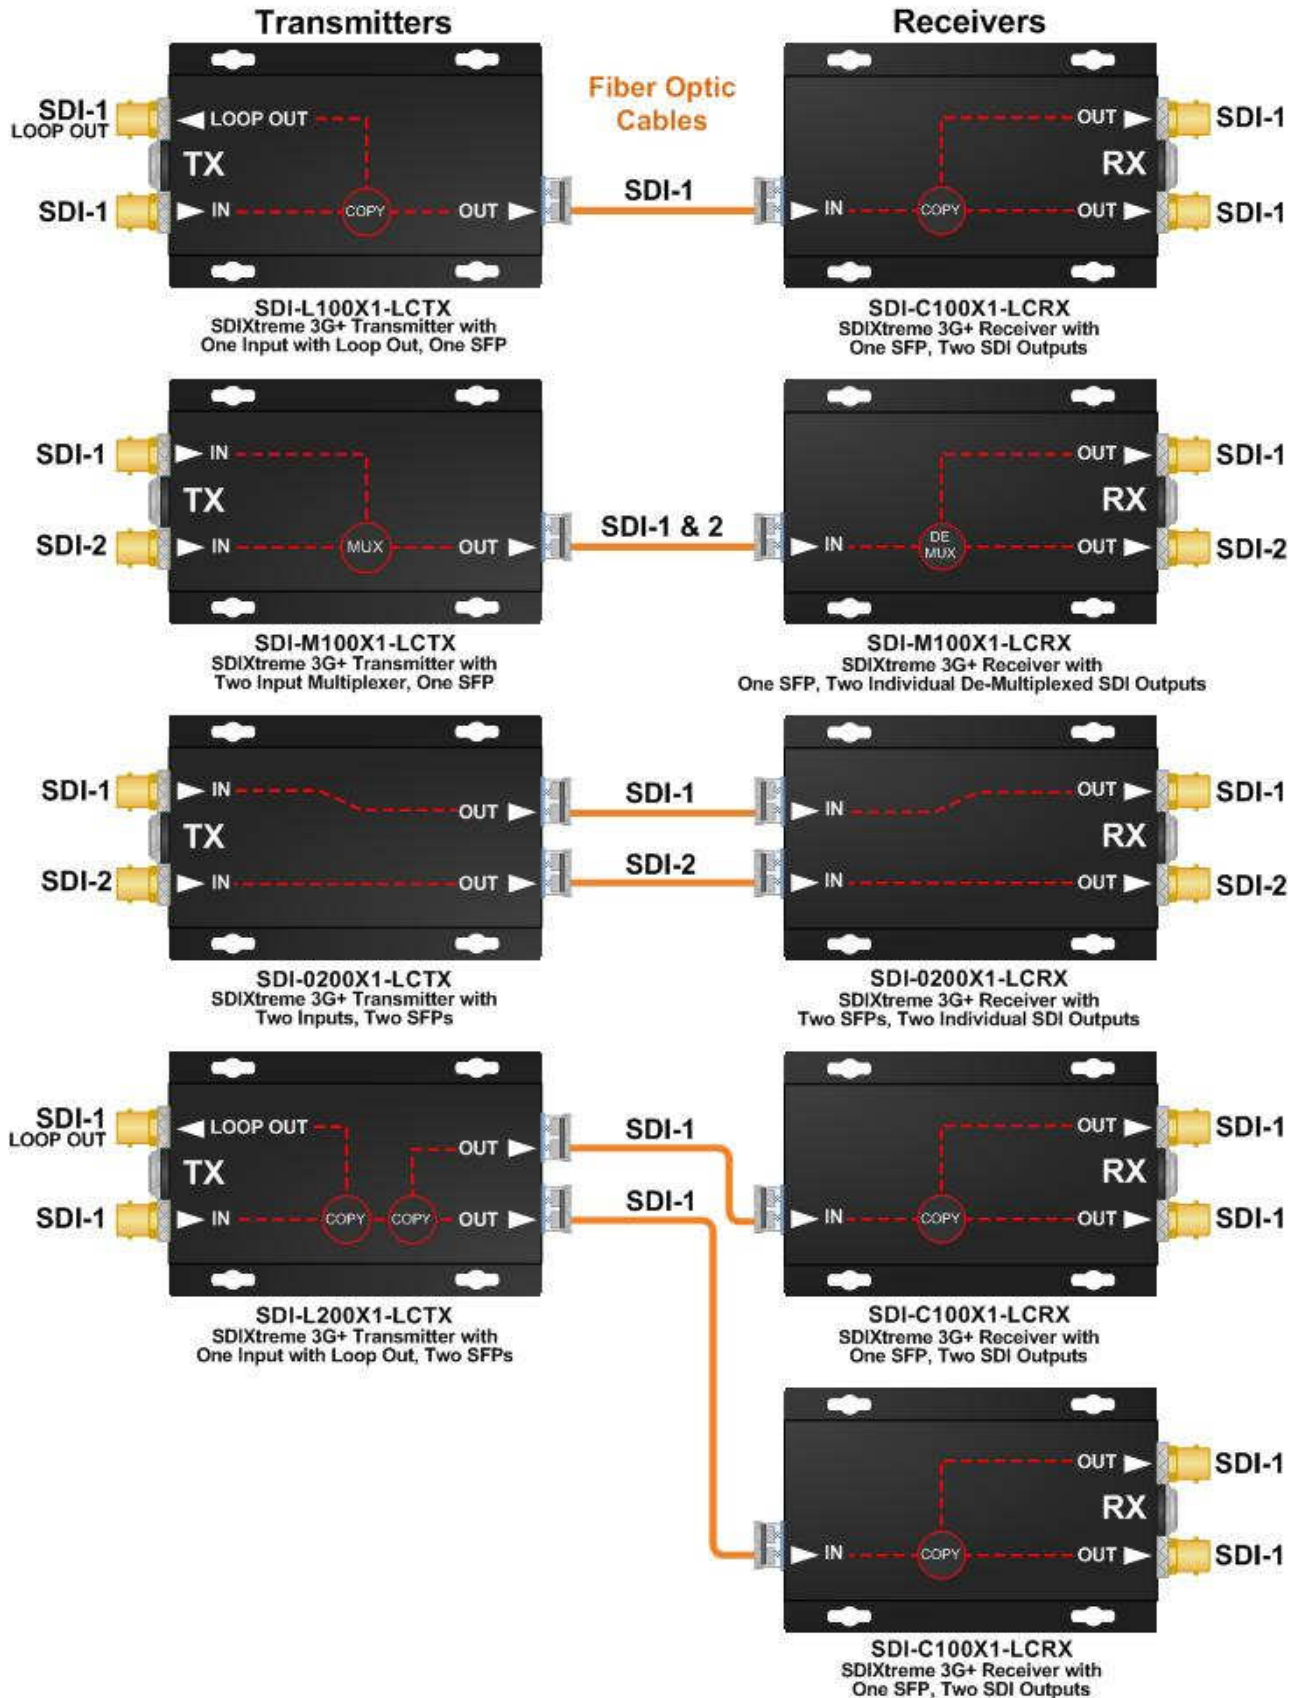 Transmitters
Receivers
Fiber Optic
Cables
SDI-1
LOOP OUT
SDI-1
LOOP OUT
TX
IN
COPY
OUT
SDI-1
IN
COPY
OUT
RX
OUT
SDI-1
SDI-1
SDI-L100X1-LCTX
SDIXtreme 3G+ Transmitter with
One Input with Loop Out, One SFP
SDI-C100X1-LCRX
SDIXtreme 3G+ Receiver with
One SFP, Two SDI Outputs
SDI-1
SDI-2
IN
TX
IN
MUX
OUT
SDI-1 & 2
IN
DE
MUX
OUT
RX
OUT
SDI-1
SDI-2
SDI-M100X1-LCTX
SDIXtreme 3G+ Transmitter with
Two Input Multiplexer, One SFP
SDI-M100X1-LCRX
SDIXtreme 3G+ Receiver with
One SFP, Two Individual De-Multiplexed SDI Outputs
SDI-1
SDI-2
IN
OUT
TX
IN
OUT
SDI-1
SDI-2
IN
OUT
RX
IN
OUT
SDI-1
SDI-2
SDI-0200X1-LCTX
SDIXtreme 3G+ Transmitter with
Two Inputs, Two SFPs
SDI-0200X1-LCRX
SDIXtreme 3G+ Receiver with
Two SFPs, Two Individual SDI Outputs
SDI-1
LOOP OUT
SDI-1
LOOP OUT
OUT
TX
IN
COPY
COPY
OUT
SDI-1
SDI-1
OUT
RX
IN
COPY
OUT
SDI-1
SDI-1
SDI-L200X1-LCTX
SDIXtreme 3G+ Transmitter with
One Input with Loop Out, Two SFPs
SDI-C100X1-LCRX
SDIXtreme 3G+ Receiver with
One SFP, Two SDI Outputs
OUT
RX
IN
COPY
OUT
SDI-1
SDI-1
SDI-C100X1-LCRX
SDIXtreme 3G+ Receiver with
One SFP, Two SDI Outputs